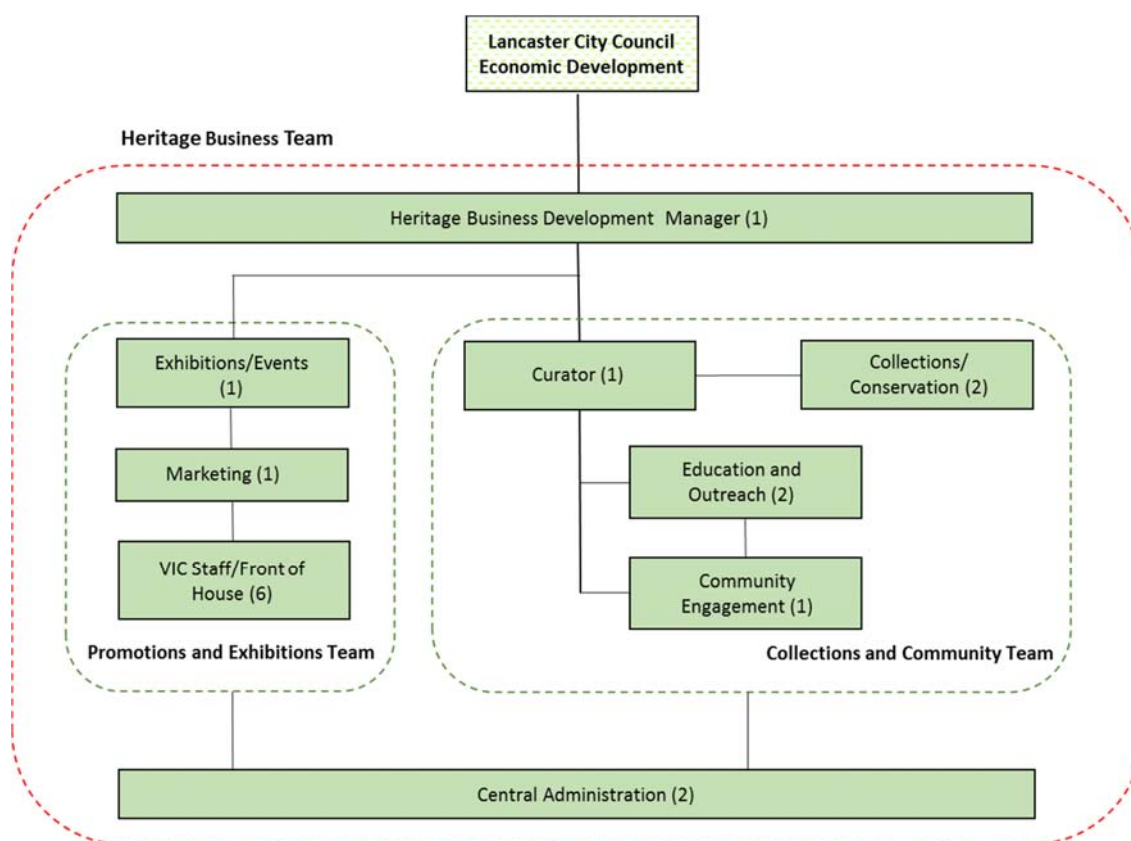 Lancaster City Council
Economic Development
Heritage Business Team
Heritage Business Development Manager (1)
Exhibitions/Events
(1)
Marketing (1)
VIC Staff/Front of
House (6)
Promotions and Exhibitions Team
Curator (1)
Collections/
Conservation (2)
Education and
Outreach (2)
Community
Engagement (1)
Collections and Community Team
Central Administration (2)